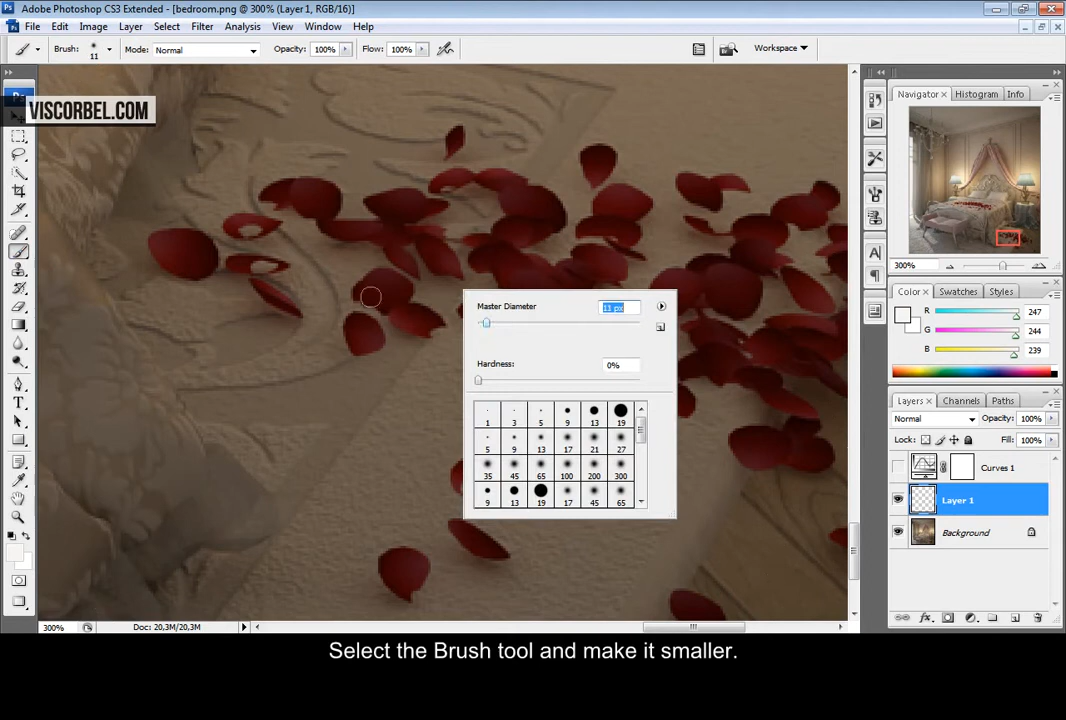 Adobe Photoshop CS3 Extended - [bedroom.png @ 300% (Layer 1, RGB/16)]
File Edit Image Layer Select Filter Analysis View Window Help
Brush: 11 Mode: Normal Opacity: 100% Flow: 100% Workspace
VISCORBEL.COM
Navigator × Histogram Info
300%
Color × Swatches Styles
R 247
G 244
B 239
Layers × Channels Paths
Normal Opacity: 100%
Lock: Fill: 100%
Curves 1
Layer 1
Background
Master Diameter 11 px
Hardness: 0%
1 3 5 9 13 19
5 9 13 17 21 27
35 45 65 100 200 300
9 13 19 17 45 65
300% Doc: 20,3M/20,3M
Select the Brush tool and make it smaller.